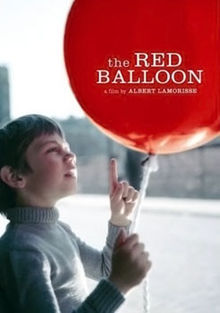 the RED
BALLOON
a film by ALBERT LAMORISSE